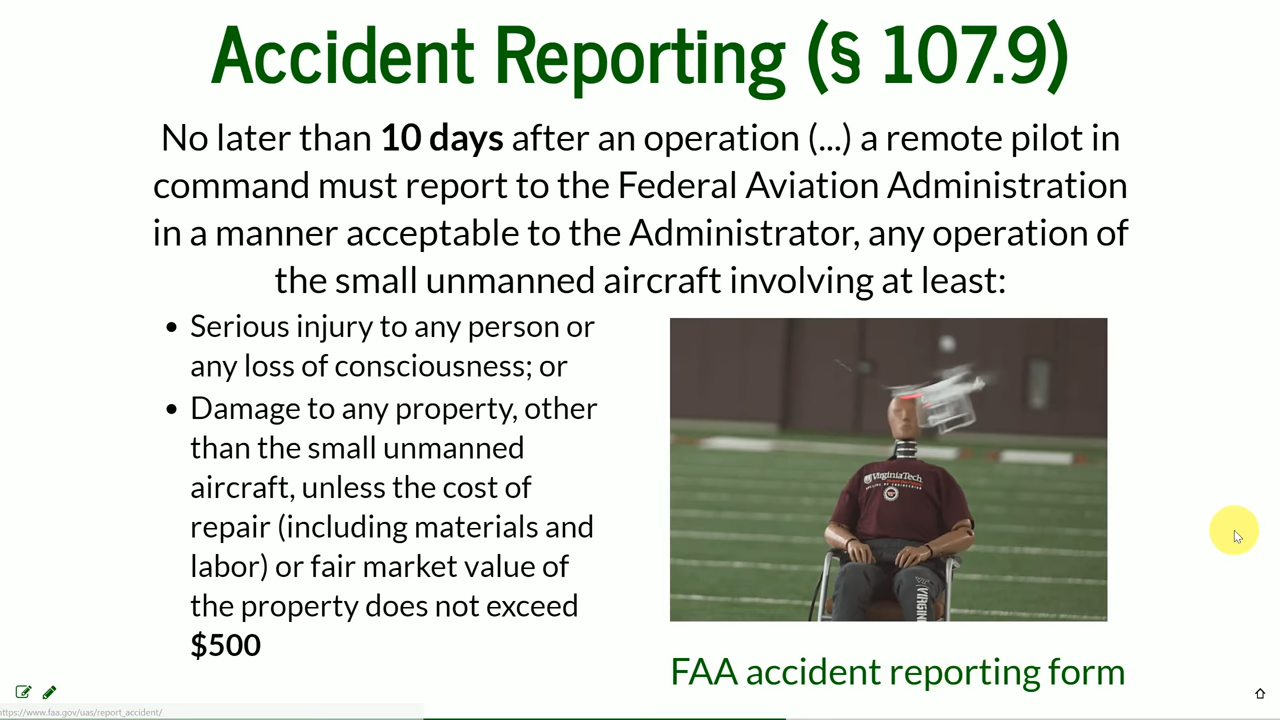 Accident Reporting (§ 107.9)
No later than 10 days after an operation (...) a remote pilot in
command must report to the Federal Aviation Administration
in a manner acceptable to the Administrator, any operation of
the small unmanned aircraft involving at least:
• Serious injury to any person or
any loss of consciousness; or
• Damage to any property, other
than the small unmanned
aircraft, unless the cost of
repair (including materials and
labor) or fair market value of
the property does not exceed
$500
VirginiaTech
COLLEGE OF ENGINEERING
VIRGIN
FAA accident reporting form
https://www.faa.gov/uas/report_accident/